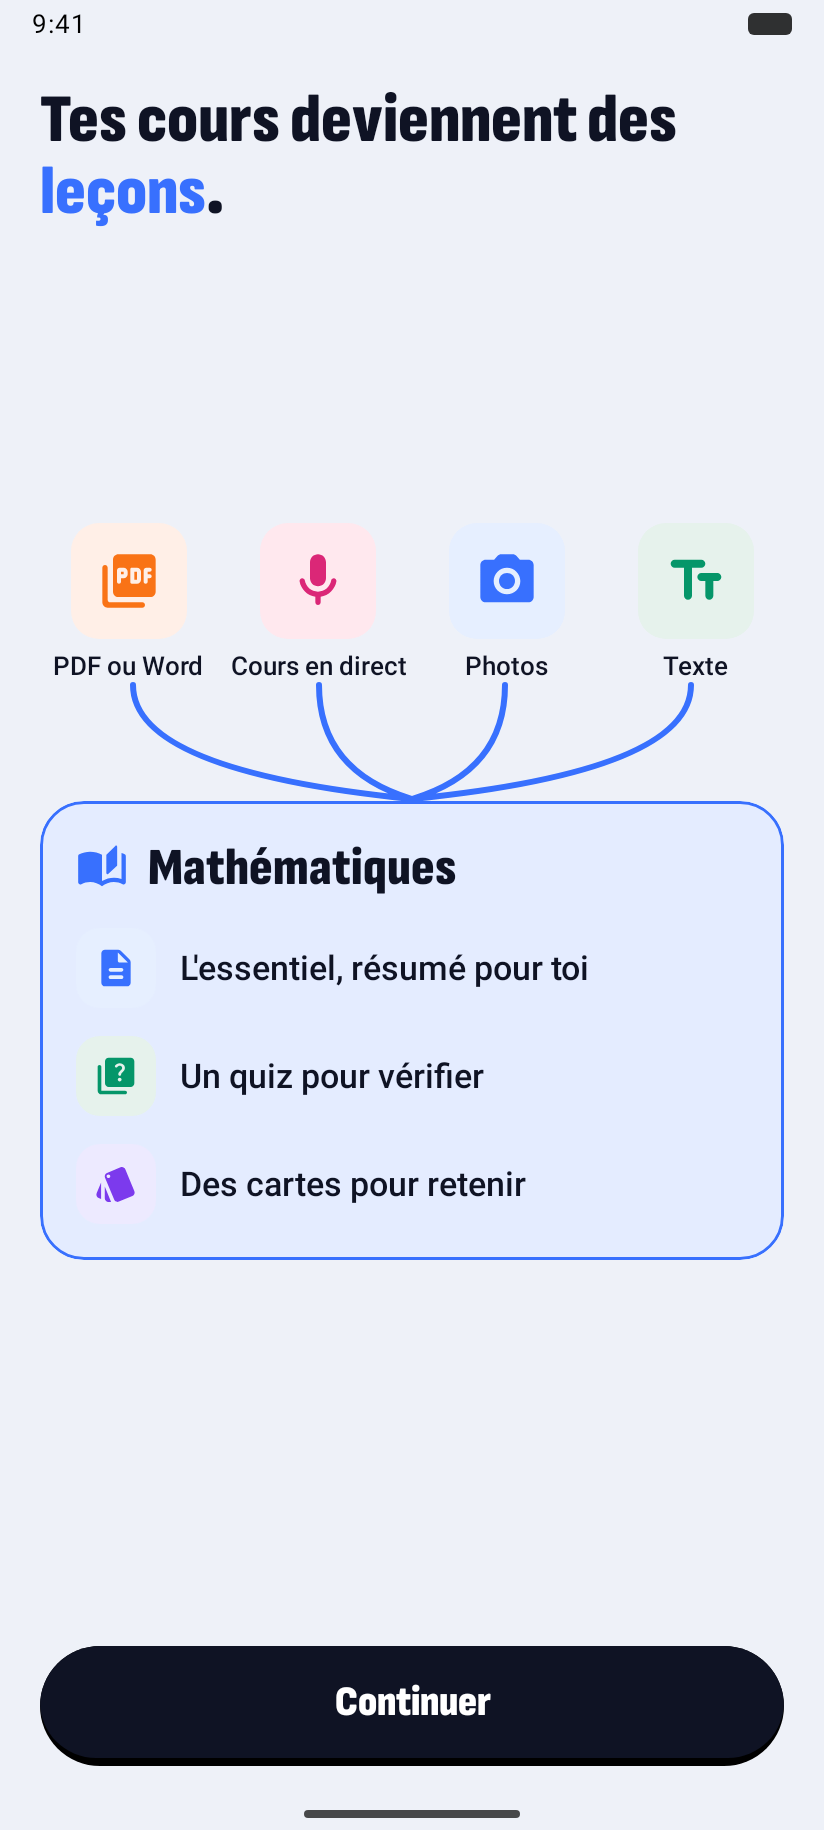 9:41
Tes cours deviennent des
leçons.
PDF
PDF ou Word
Cours en direct
Photos
Tт
Texte
Mathématiques
L'essentiel, résumé pour toi
?
Un quiz pour vérifier
Des cartes pour retenir
Continuer